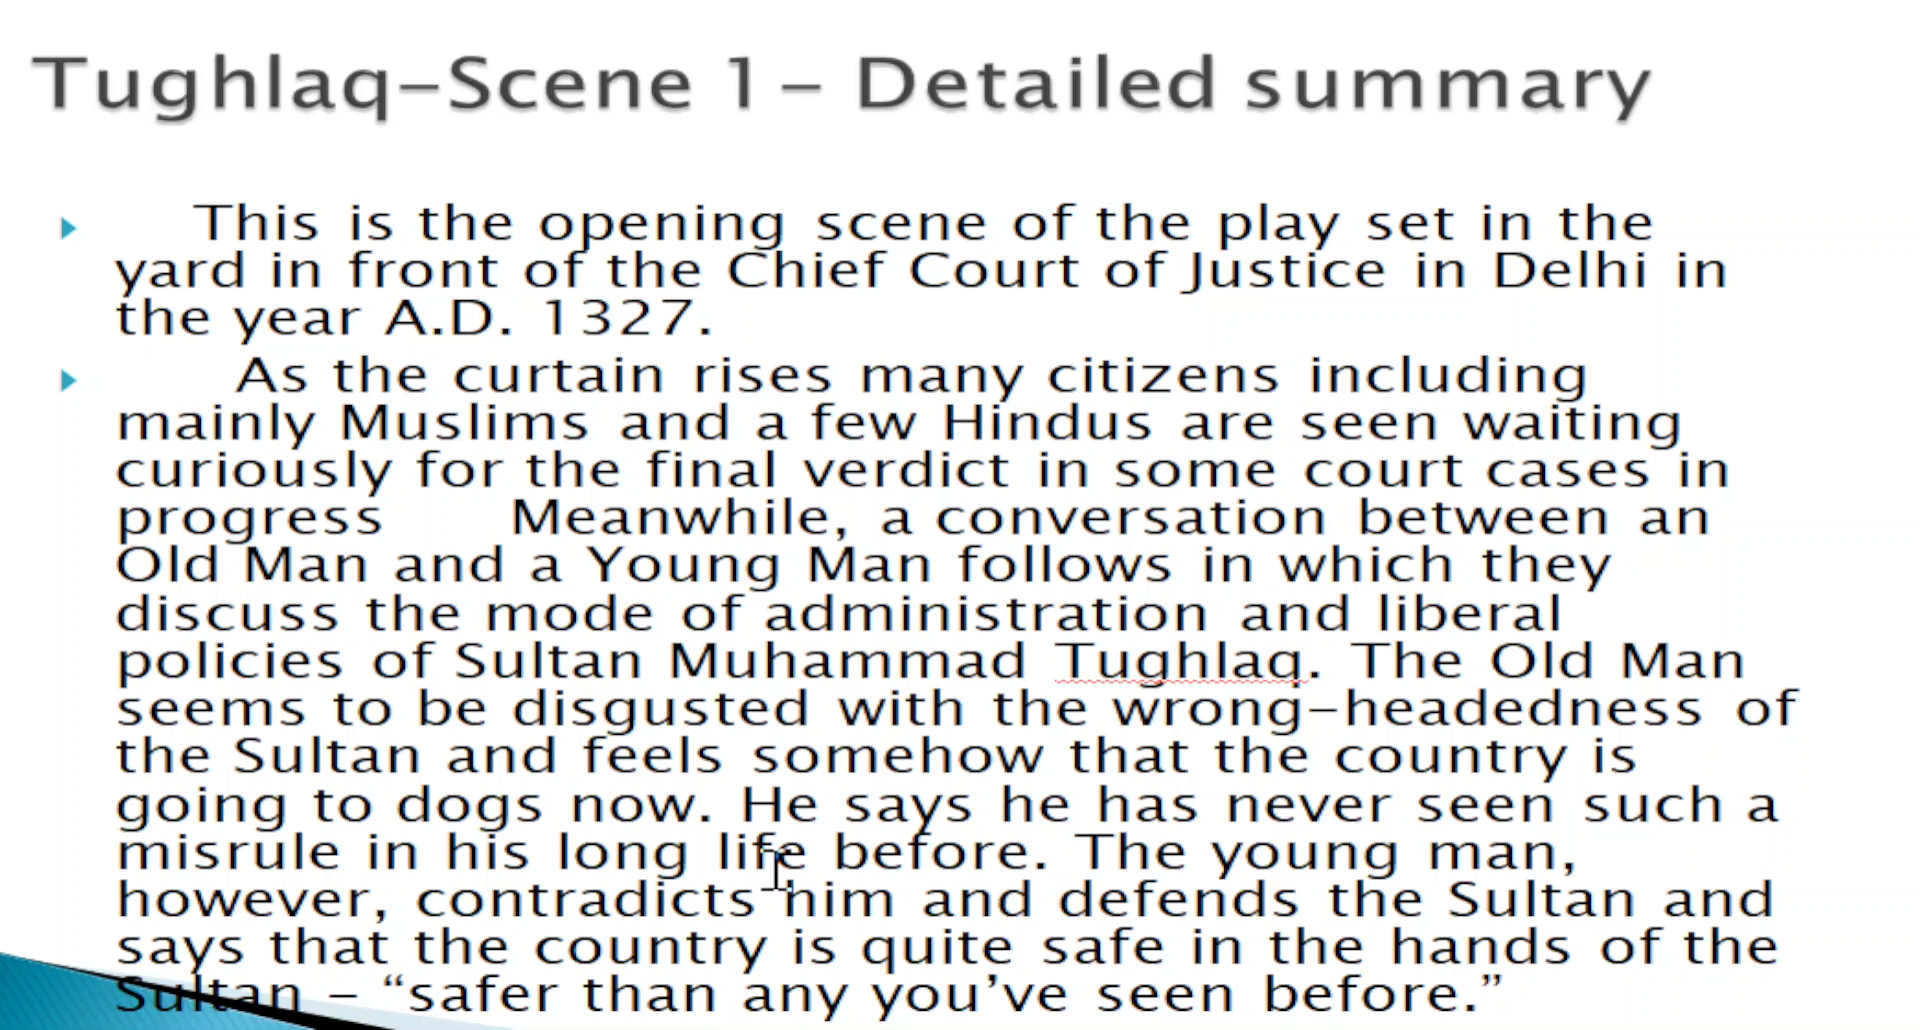 Tughlaq–Scene 1 – Detailed summary
This is the opening scene of the play set in the
yard in front of the Chief Court of Justice in Delhi in
the year A.D. 1327.
As the curtain rises many citizens including
mainly Muslims and a few Hindus are seen waiting
curiously for the final verdict in some court cases in
progress Meanwhile, a conversation between an
Old Man and a Young Man follows in which they
discuss the mode of administration and liberal
policies of Sultan Muhammad Tughlaq. The Old Man
seems to be disgusted with the wrong–headedness of
the Sultan and feels somehow that the country is
going to dogs now. He says he has never seen such a
misrule in his long life before. The young man,
however, contradicts him and defends the Sultan and
says that the country is quite safe in the hands of the
Sultan – “safer than any you’ve seen before.”